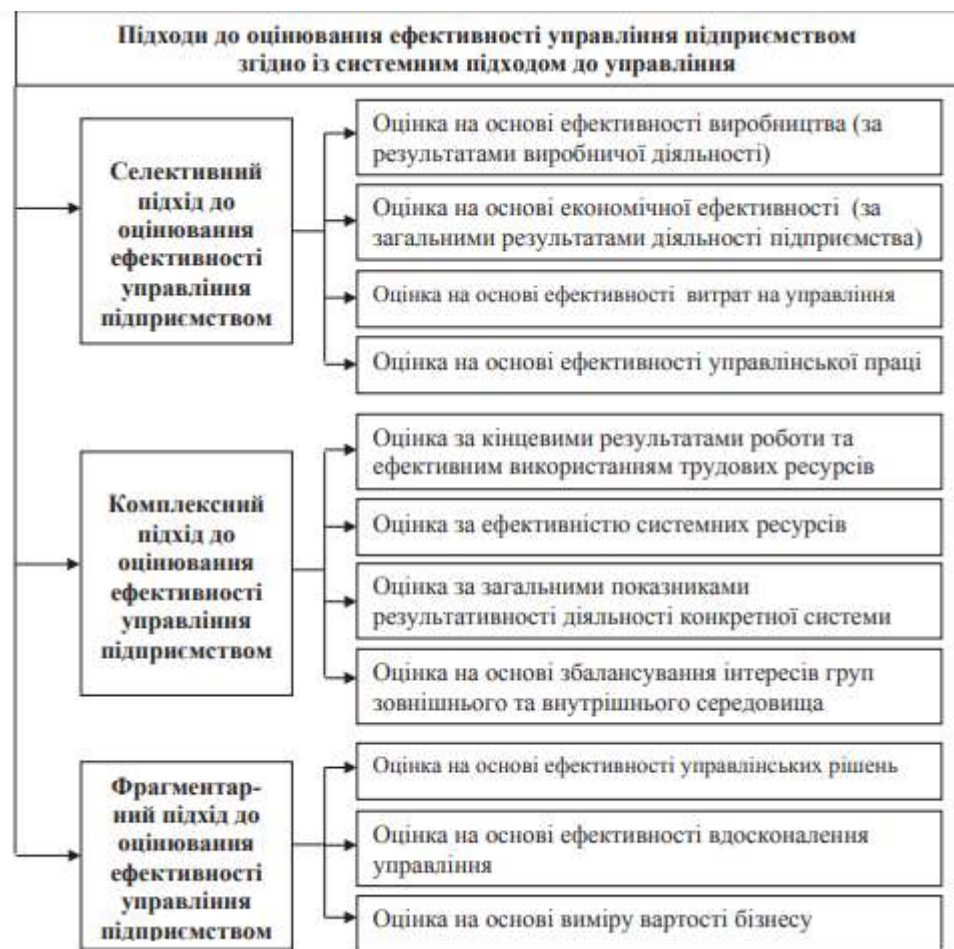 Підходи до оцінювання ефективності управління підприємством
згідно із системним підходом до управління
Селективний
підхід до
оцінювання
ефективності
управління
підприємством
Оцінка на основі ефективності виробництва (за
результатами виробничої діяльності)
Оцінка на основі економічної ефективності (за
загальними результатами діяльності підприємства)
Оцінка на основі ефективності витрат на управління
Оцінка на основі ефективності управлінської праці
Комплексний
підхід до
оцінювання
ефективності
управління
підприємством
Оцінка за кінцевими результатами роботи та
ефективним використанням трудових ресурсів
Оцінка за ефективністю системних ресурсів
Оцінка за загальними показниками
результативності діяльності конкретної системи
Оцінка на основі збалансування інтересів груп
зовнішнього та внутрішнього середовища
Фрагментар-
ний підхід до
оцінювання
ефективності
управління
підприємством
Оцінка на основі ефективності управлінських рішень
Оцінка на основі ефективності вдосконалення
управління
Оцінка на основі виміру вартості бізнесу